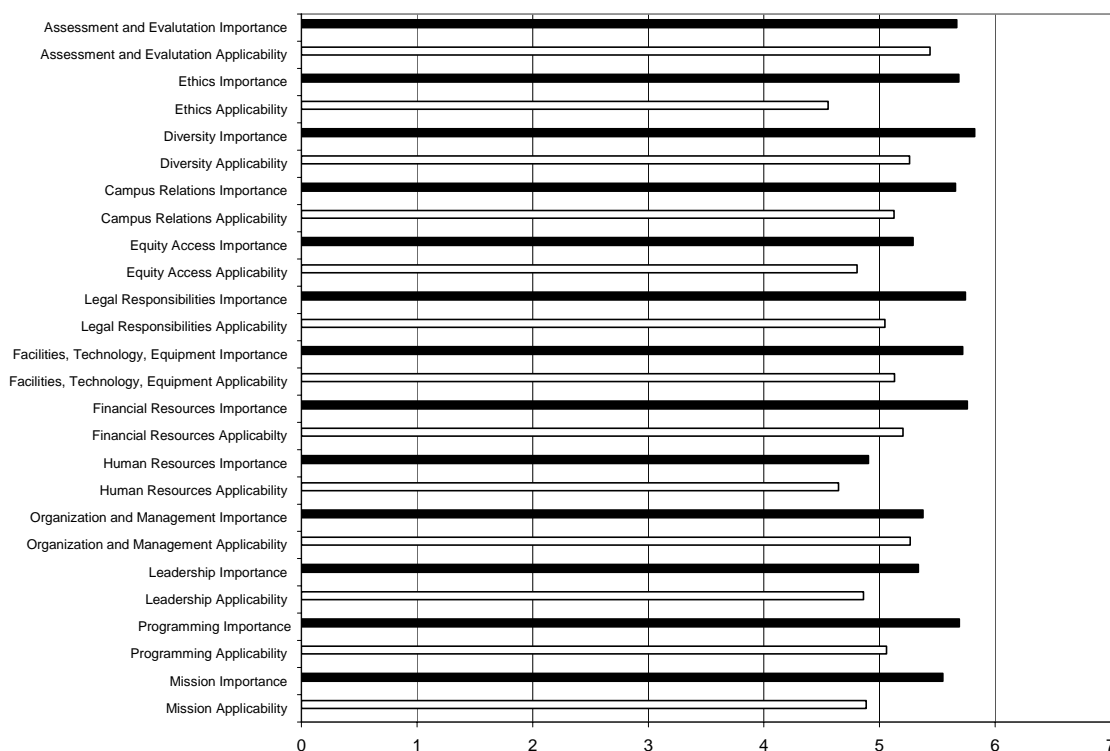 Assessment and Evalutation Importance
Assessment and Evalutation Applicability
Ethics Importance
Ethics Applicability
Diversity Importance
Diversity Applicability
Campus Relations Importance
Campus Relations Applicability
Equity Access Importance
Equity Access Applicability
Legal Responsibilities Importance
Legal Responsibilities Applicability
Facilities, Technology, Equipment Importance
Facilities, Technology, Equipment Applicability
Financial Resources Importance
Financial Resources Applicabilty
Human Resources Importance
Human Resources Applicability
Organization and Management Importance
Organization and Management Applicability
Leadership Importance
Leadership Applicability
Programming Importance
Programming Applicability
Mission Importance
Mission Applicability
0 1 2 3 4 5 6 7